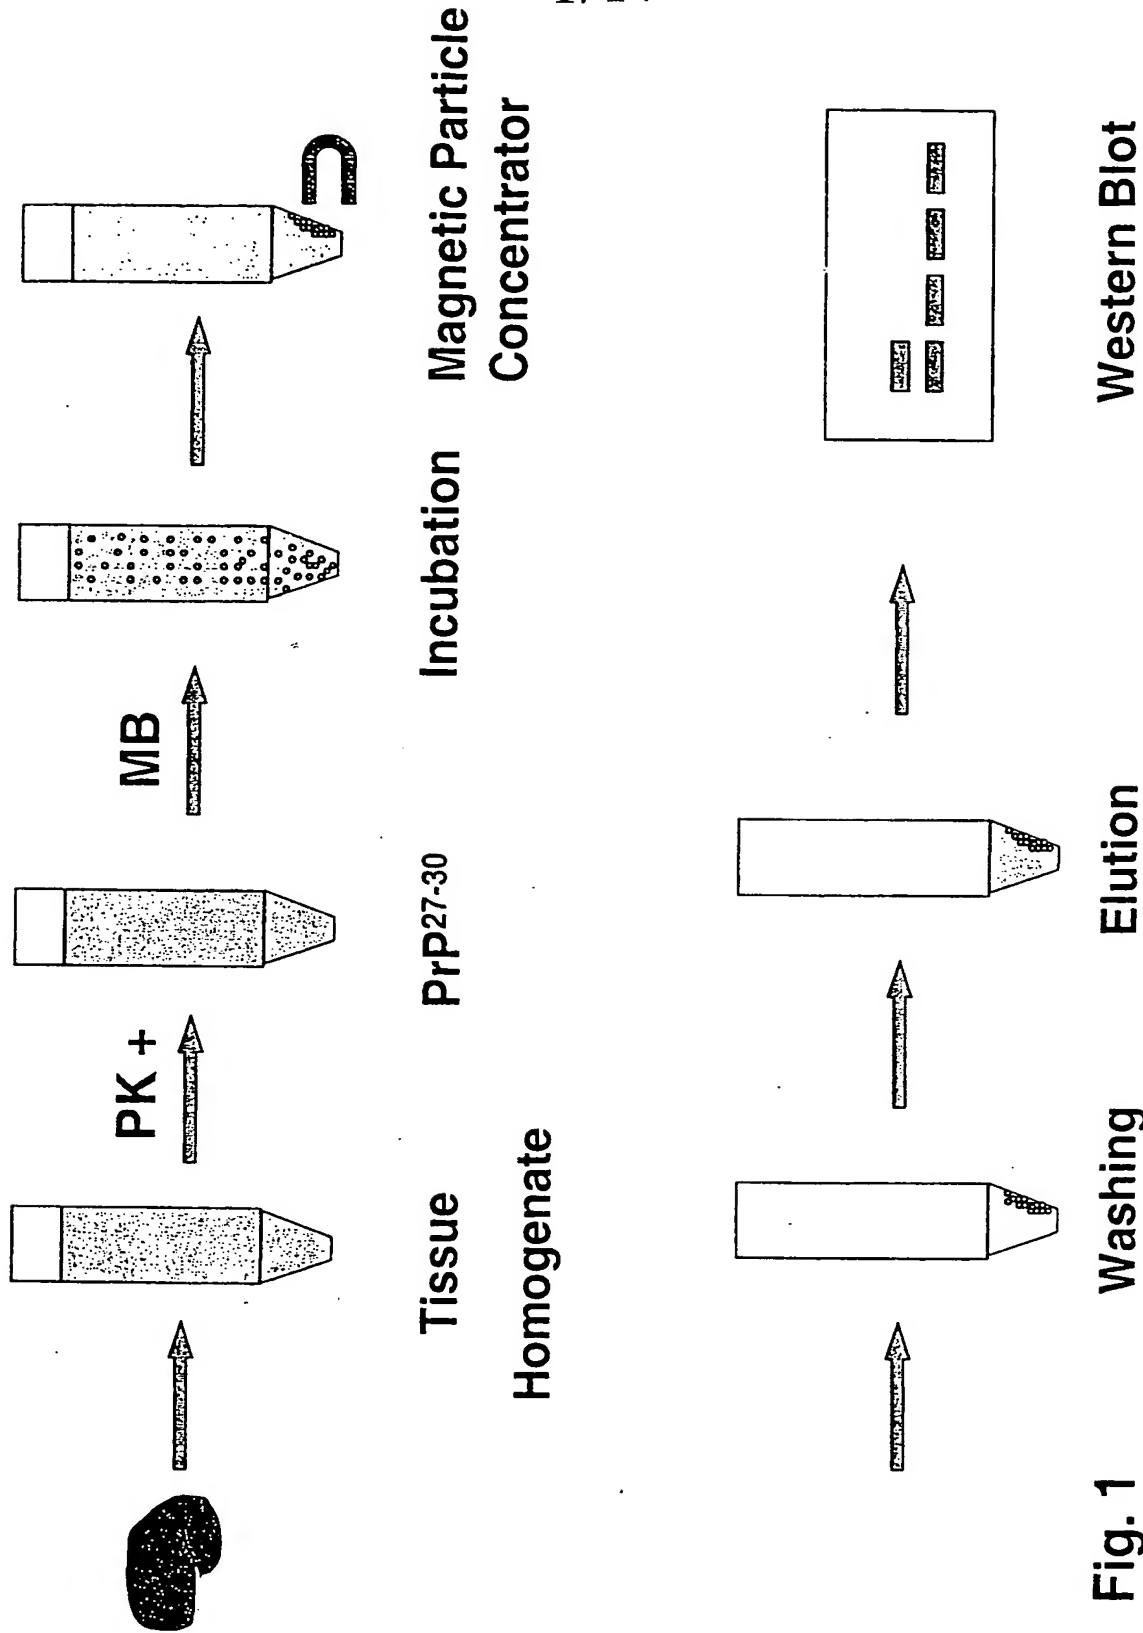 PK +
MB
Tissue
Homogenate
PrP27-30
Incubation
Magnetic Particle
Concentrator
Washing
Elution
Western Blot
Fig. 1